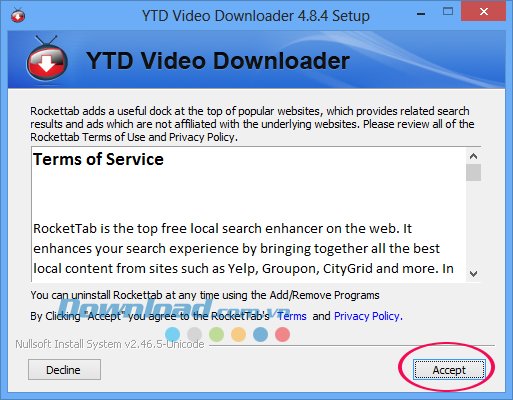 YTD Video Downloader 4.8.4 Setup
YTD Video Downloader
Rockettab adds a useful dock at the top of popular websites, which provides related search
results and ads which are not affiliated with the underlying websites. Please review all of the
Rockettab Terms of Use and Privacy Policy.
Terms of Service
RocketTab is the top free local search enhancer on the web. It
enhances your search experience by bringing together all the best
local content from sites such as Yelp, Groupon, CityGrid and more. In
You can uninstall Rockettab at any time using the Add/Remove Programs
Download.com.vn
By Clicking "Accept" you agree to the RocketTab's Terms and Privacy Policy.
Nullsoft Install System v2.46.5-Unicode
Decline
Accept